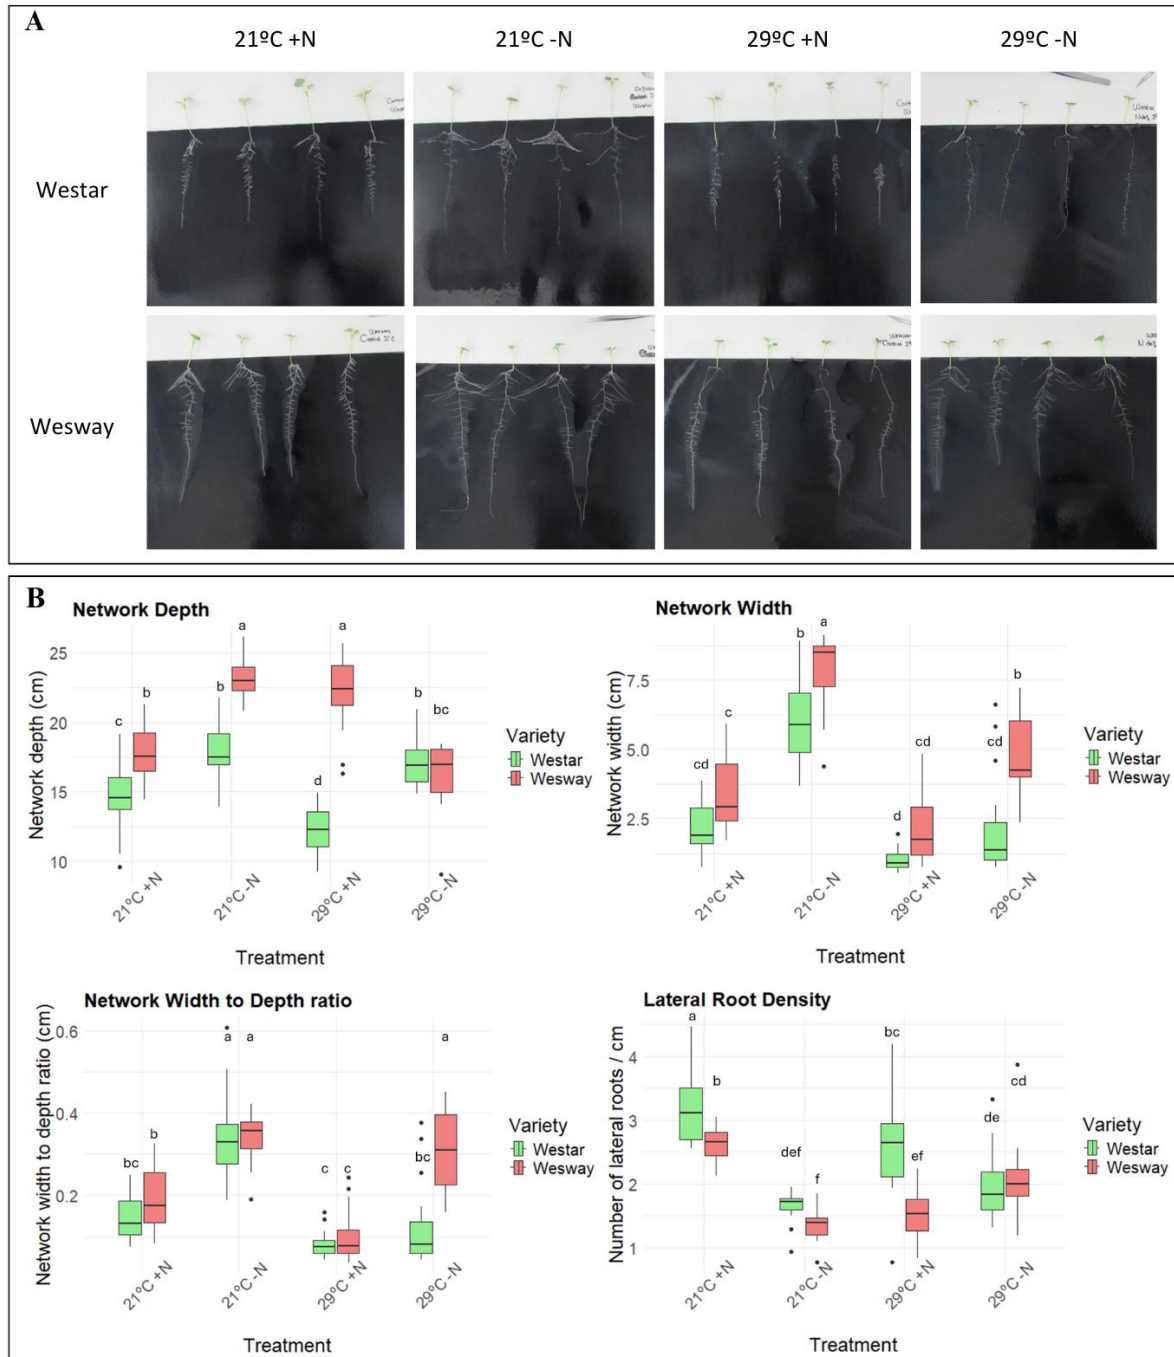 A
21ºC +N 21ºC -N 29ºC +N 29ºC -N
Westar
Wesway
B
Network Depth
a
a
b
b
b
bc
c
d
25
20
15
10
Network depth (cm)
21ºC +N
21ºC -N
29ºC +N
29ºC -N
Treatment
Variety
Westar
Wesway
Network Width
a
b
b
c
cd
cd
cd
d
7.5
5.0
2.5
Network width (cm)
21ºC +N
21ºC -N
29ºC +N
29ºC -N
Treatment
Variety
Westar
Wesway
Network Width to Depth ratio
a
a
a
b
bc
bc
c
c
0.6
0.4
0.2
Network width to depth ratio (cm)
21ºC +N
21ºC -N
29ºC +N
29ºC -N
Treatment
Variety
Westar
Wesway
Lateral Root Density
a
bc
b
cd
de
def
ef
f
4
3
2
1
Number of lateral roots / cm
21ºC +N
21ºC -N
29ºC +N
29ºC -N
Treatment
Variety
Westar
Wesway